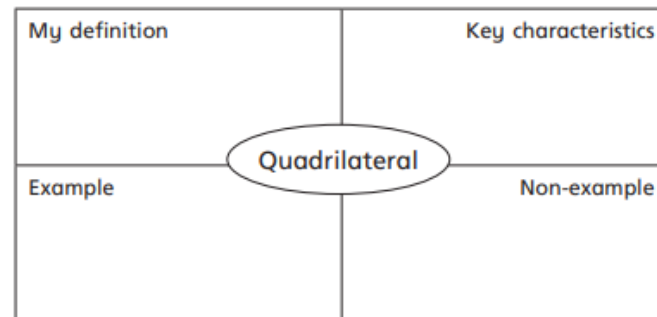 My definition
Key characteristics
Quadrilateral
Example
Non-example